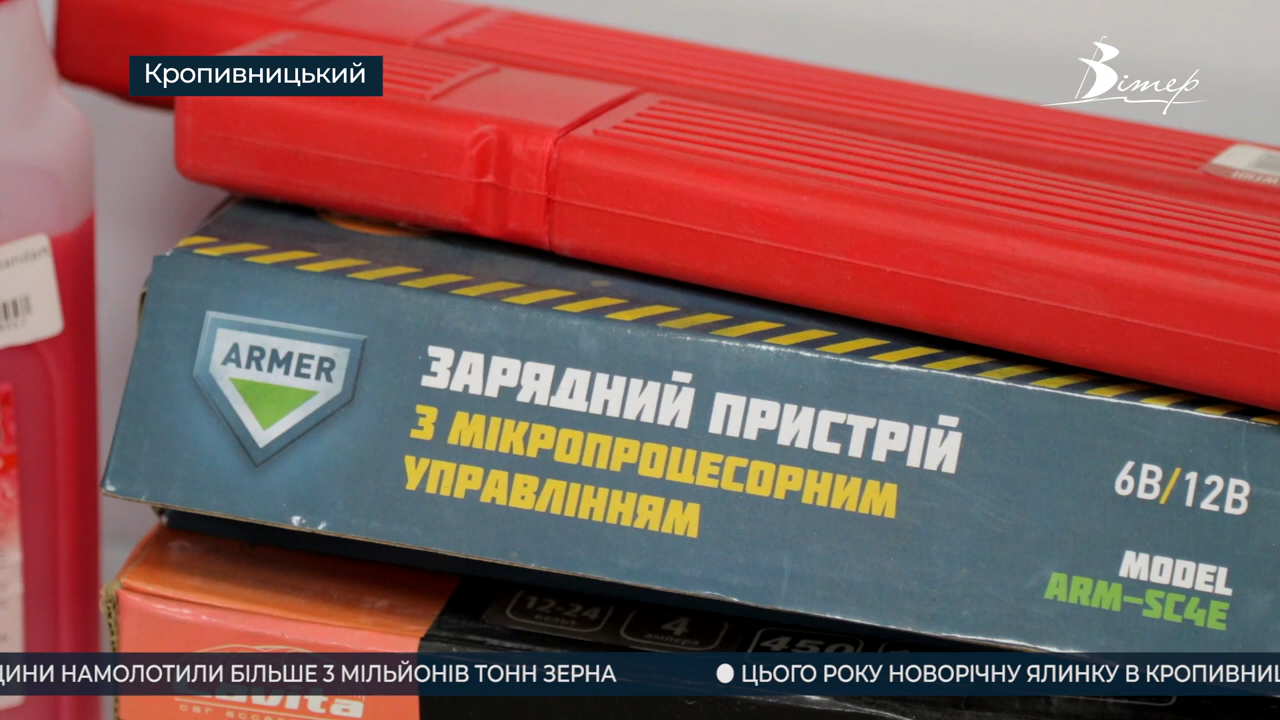 Кропивницький
Вітер
ARMER
ЗАРЯДНИЙ ПРИСТРІЙ
З МІКРОПРОЦЕСОРНИМ
УПРАВЛІННЯМ
6В/12В
MODEL
ARM-SC4E
12-24
4
450
ДИНИ НАМОЛОТИЛИ БІЛЬШЕ 3 МІЛЬЙОНІВ ТОНН ЗЕРНА
ЦЬОГО РОКУ НОВОРІЧНУ ЯЛИНКУ В КРОПИВНИЦ